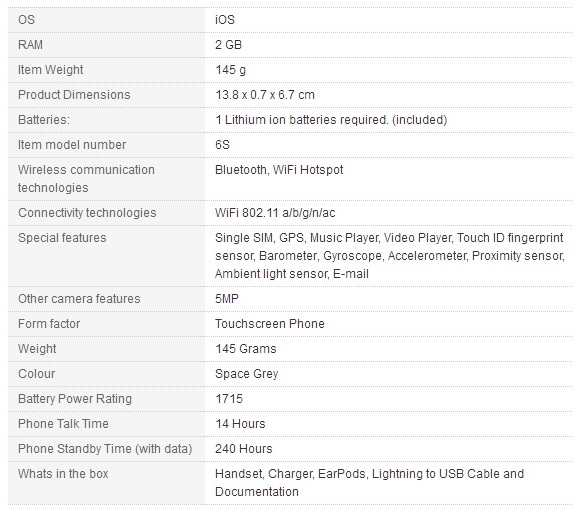 OS iOS
RAM 2 GB
Item Weight 145 g
Product Dimensions 13.8 x 0.7 x 6.7 cm
Batteries: 1 Lithium ion batteries required. (included)
Item model number 6S
Wireless communication Bluetooth, WiFi Hotspot
technologies
Connectivity technologies WiFi 802.11 a/b/g/n/ac
Special features Single SIM, GPS, Music Player, Video Player, Touch ID fingerprint
sensor, Barometer, Gyroscope, Accelerometer, Proximity sensor,
Ambient light sensor, E-mail
Other camera features 5MP
Form factor Touchscreen Phone
Weight 145 Grams
Colour Space Grey
Battery Power Rating 1715
Phone Talk Time 14 Hours
Phone Standby Time (with data) 240 Hours
Whats in the box Handset, Charger, EarPods, Lightning to USB Cable and
Documentation